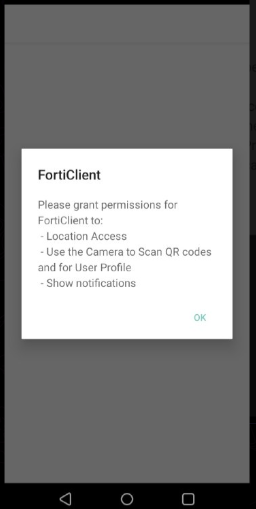 FortiClient
Please grant permissions for
FortiClient to:
- Location Access
- Use the Camera to Scan QR codes
and for User Profile
- Show notifications
OK